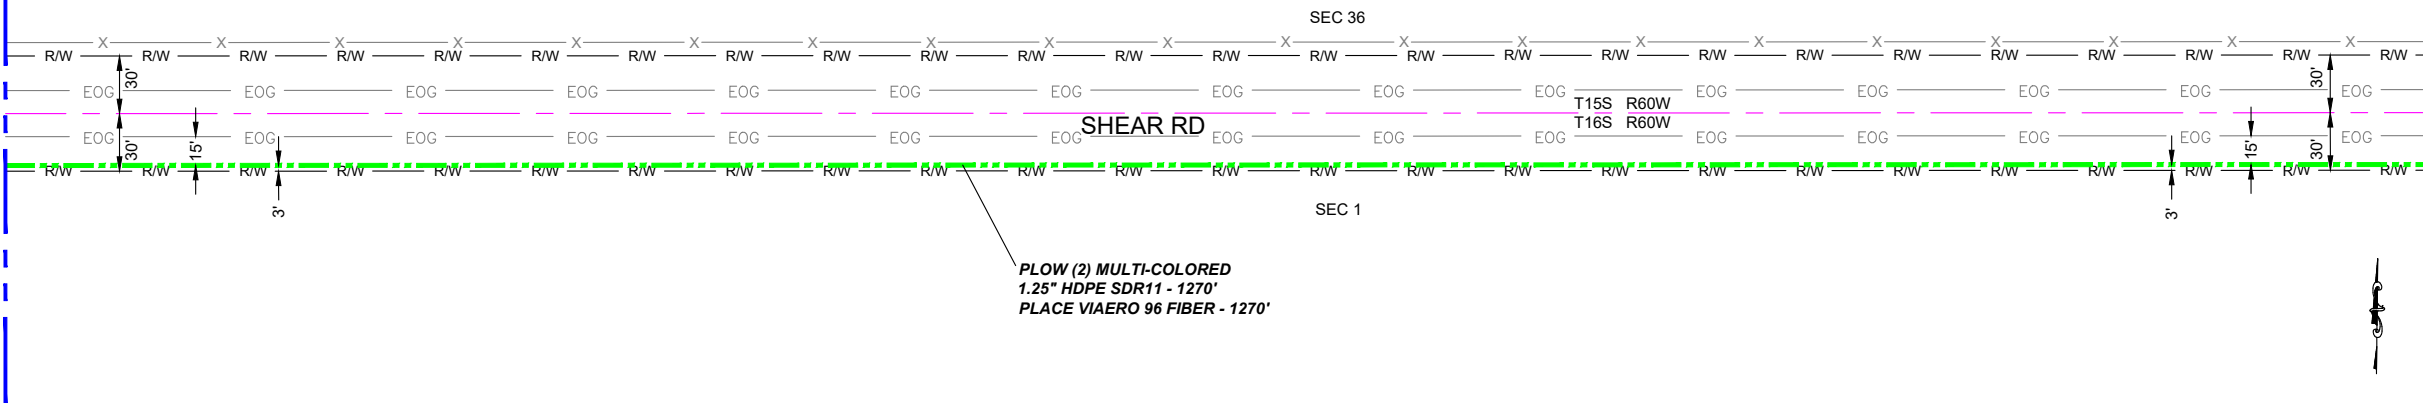 SEC 36
X X X X X X X X X X X X X X X X X X X X
R/W R/W R/W R/W R/W R/W R/W R/W R/W R/W R/W R/W R/W R/W R/W R/W R/W R/W R/W R/W R/W R/W R/W R/W R/W
30' 30'
EOG EOG EOG EOG EOG EOG EOG EOG EOG EOG EOG EOG EOG EOG EOG
T15S R60W
T16S R60W
SHEAR RD
EOG EOG EOG EOG EOG EOG EOG EOG EOG EOG EOG EOG EOG EOG EOG
30' 15' 15' 30'
R/W R/W R/W R/W R/W R/W R/W R/W R/W R/W R/W R/W R/W R/W R/W R/W R/W R/W R/W R/W R/W R/W R/W R/W R/W
3' 3'
SEC 1
PLOW (2) MULTI-COLORED
1.25" HDPE SDR11 - 1270'
PLACE VIAERO 96 FIBER - 1270'